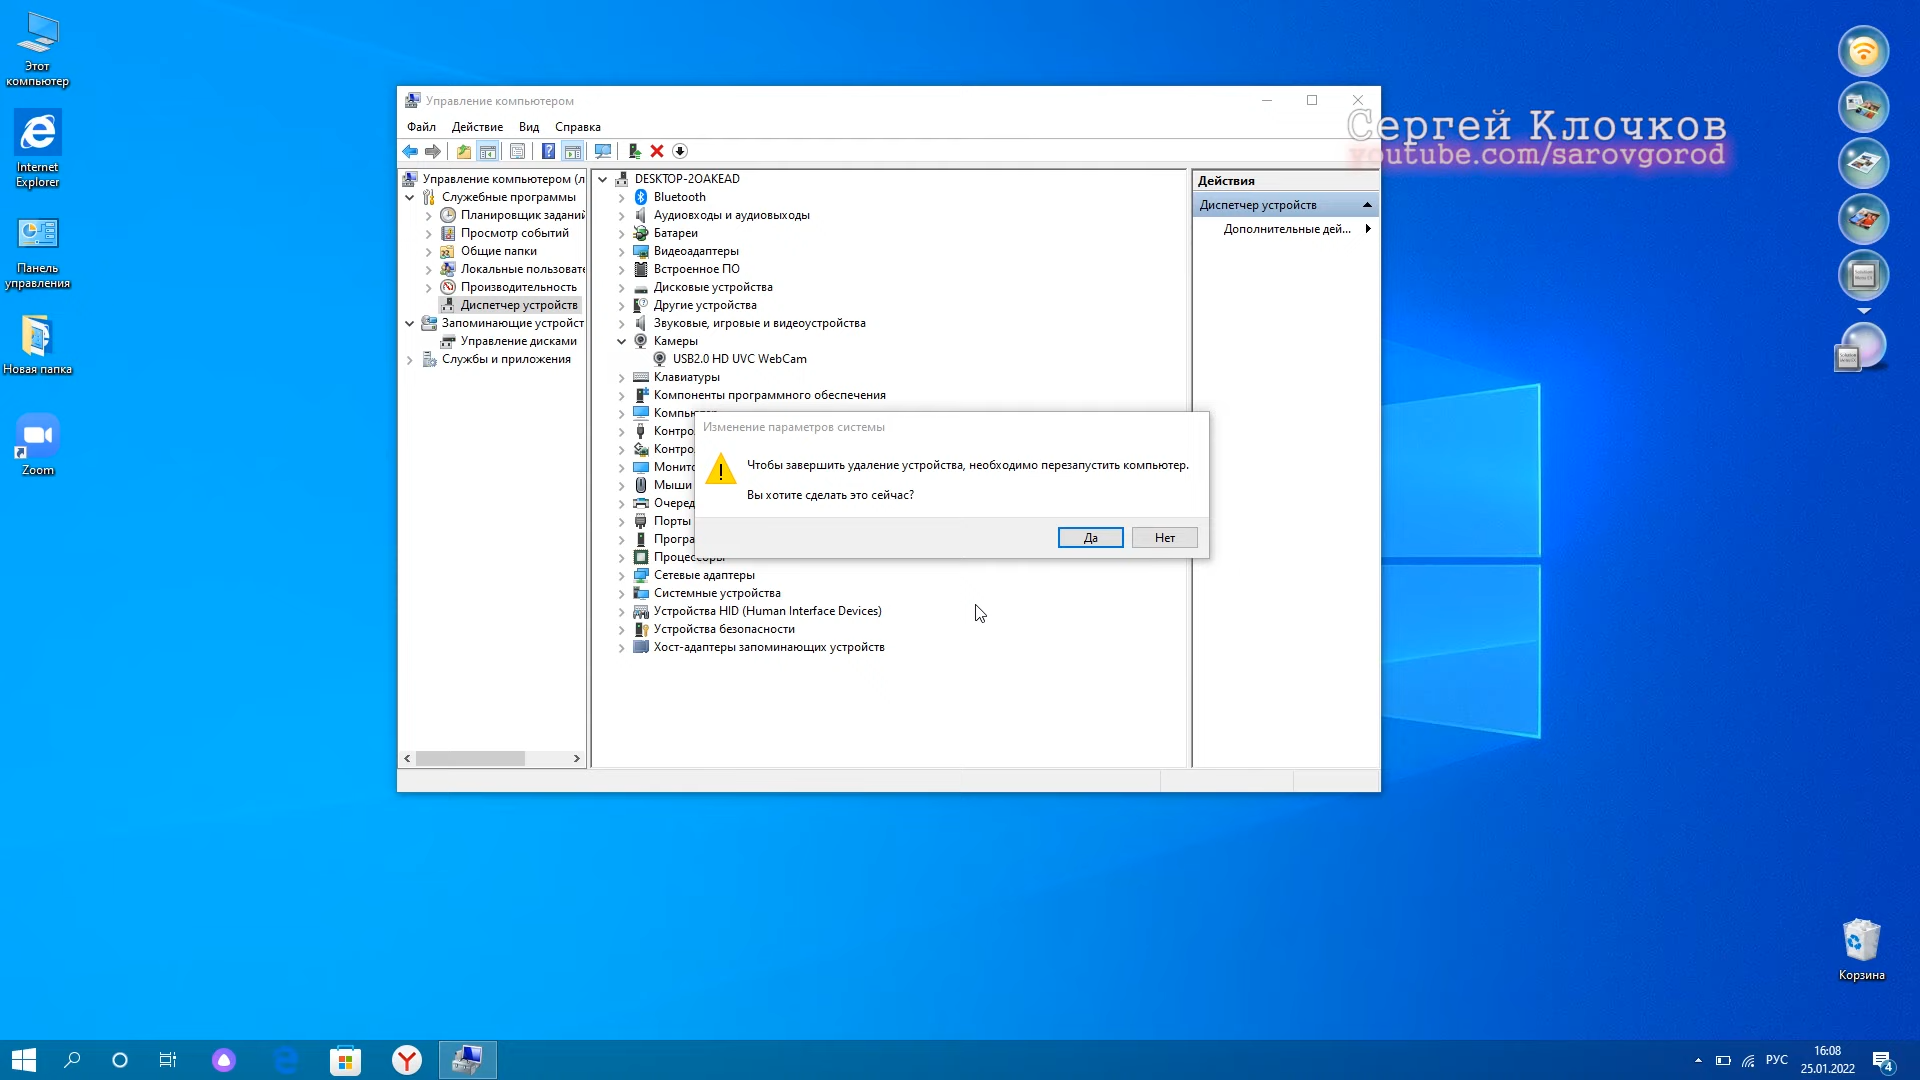 Этот
компьютер
Internet
Explorer
Панель
управления
Новая папка
Zoom
Управление компьютером
Файл Действие Вид Справка
Управление компьютером (л
Служебные программы
Планировщик заданий
Просмотр событий
Общие папки
Локальные пользовате
Производительность
Диспетчер устройств
Запоминающие устройст
Управление дисками
Службы и приложения
DESKTOP-2OAKEAD
Bluetooth
Аудиовходы и аудиовыходы
Батареи
Видеоадаптеры
Встроенное ПО
Дисковые устройства
Другие устройства
Звуковые, игровые и видеоустройства
Камеры
USB2.0 HD UVC WebCam
Клавиатуры
Компоненты программного обеспечения
Компьютер
Контро
Контро
Монито
Мыши
Очеред
Порты
Програ
Процессоры
Сетевые адаптеры
Системные устройства
Устройства HID (Human Interface Devices)
Устройства безопасности
Хост-адаптеры запоминающих устройств
Изменение параметров системы
Чтобы завершить удаление устройства, необходимо перезапустить компьютер.
Вы хотите сделать это сейчас?
Да Нет
Действия
Диспетчер устройств
Дополнительные дей...
Сергей Клочков
youtube.com/sarovgorod
Корзина
РУС
16:08
25.01.2022
4